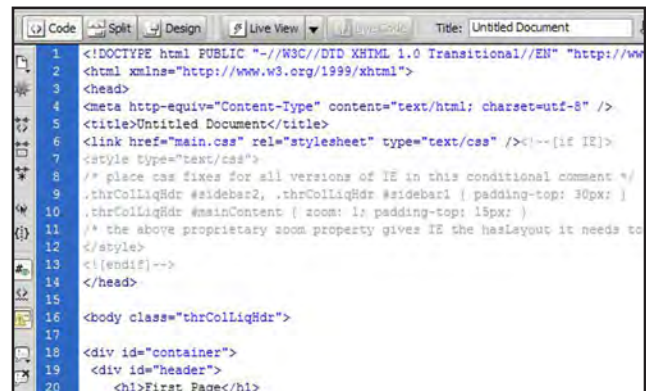 Code Split Design Live View Live Code Title: Untitled Document
1 <!DOCTYPE html PUBLIC "-//W3C//DTD XHTML 1.0 Transitional//EN" "http://ww
2 <html xmlns="http://www.w3.org/1999/xhtml">
3 <head>
4 <meta http-equiv="Content-Type" content="text/html; charset=utf-8" />
5 <title>Untitled Document</title>
6 <link href="main.css" rel="stylesheet" type="text/css" /><!--[if IE]>
7 <style type="text/css">
8 /* place css fixes for all versions of IE in this conditional comment */
9 .thrColLiqHdr #sidebar2, .thrColLiqHdr #sidebar1 { padding-top: 30px; }
10 .thrColLiqHdr #mainContent { zoom: 1; padding-top: 15px; }
11 /* the above proprietary zoom property gives IE the hasLayout it needs to
12 </style>
13 <![endif]-->
14 </head>
15
16 <body class="thrColLiqHdr">
17
18 <div id="container">
19 <div id="header">
20 <h1>First Page</h1>